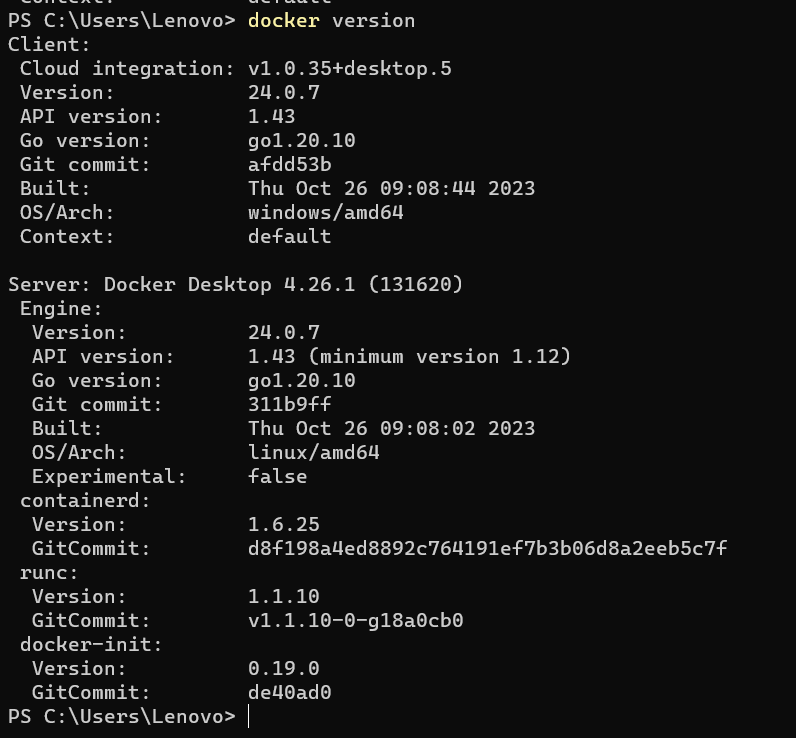 Context: default
PS C:\Users\Lenovo> docker version
Client:
 Cloud integration: v1.0.35+desktop.5
 Version:           24.0.7
 API version:       1.43
 Go version:        go1.20.10
 Git commit:        afdd53b
 Built:             Thu Oct 26 09:08:44 2023
 OS/Arch:           windows/amd64
 Context:           default

Server: Docker Desktop 4.26.1 (131620)
 Engine:
  Version:          24.0.7
  API version:      1.43 (minimum version 1.12)
  Go version:       go1.20.10
  Git commit:       311b9ff
  Built:            Thu Oct 26 09:08:02 2023
  OS/Arch:          linux/amd64
  Experimental:     false
 containerd:
  Version:          1.6.25
  GitCommit:        d8f198a4ed8892c764191ef7b3b06d8a2eeb5c7f
 runc:
  Version:          1.1.10
  GitCommit:        v1.1.10-0-g18a0cb0
 docker-init:
  Version:          0.19.0
  GitCommit:        de40ad0
PS C:\Users\Lenovo>